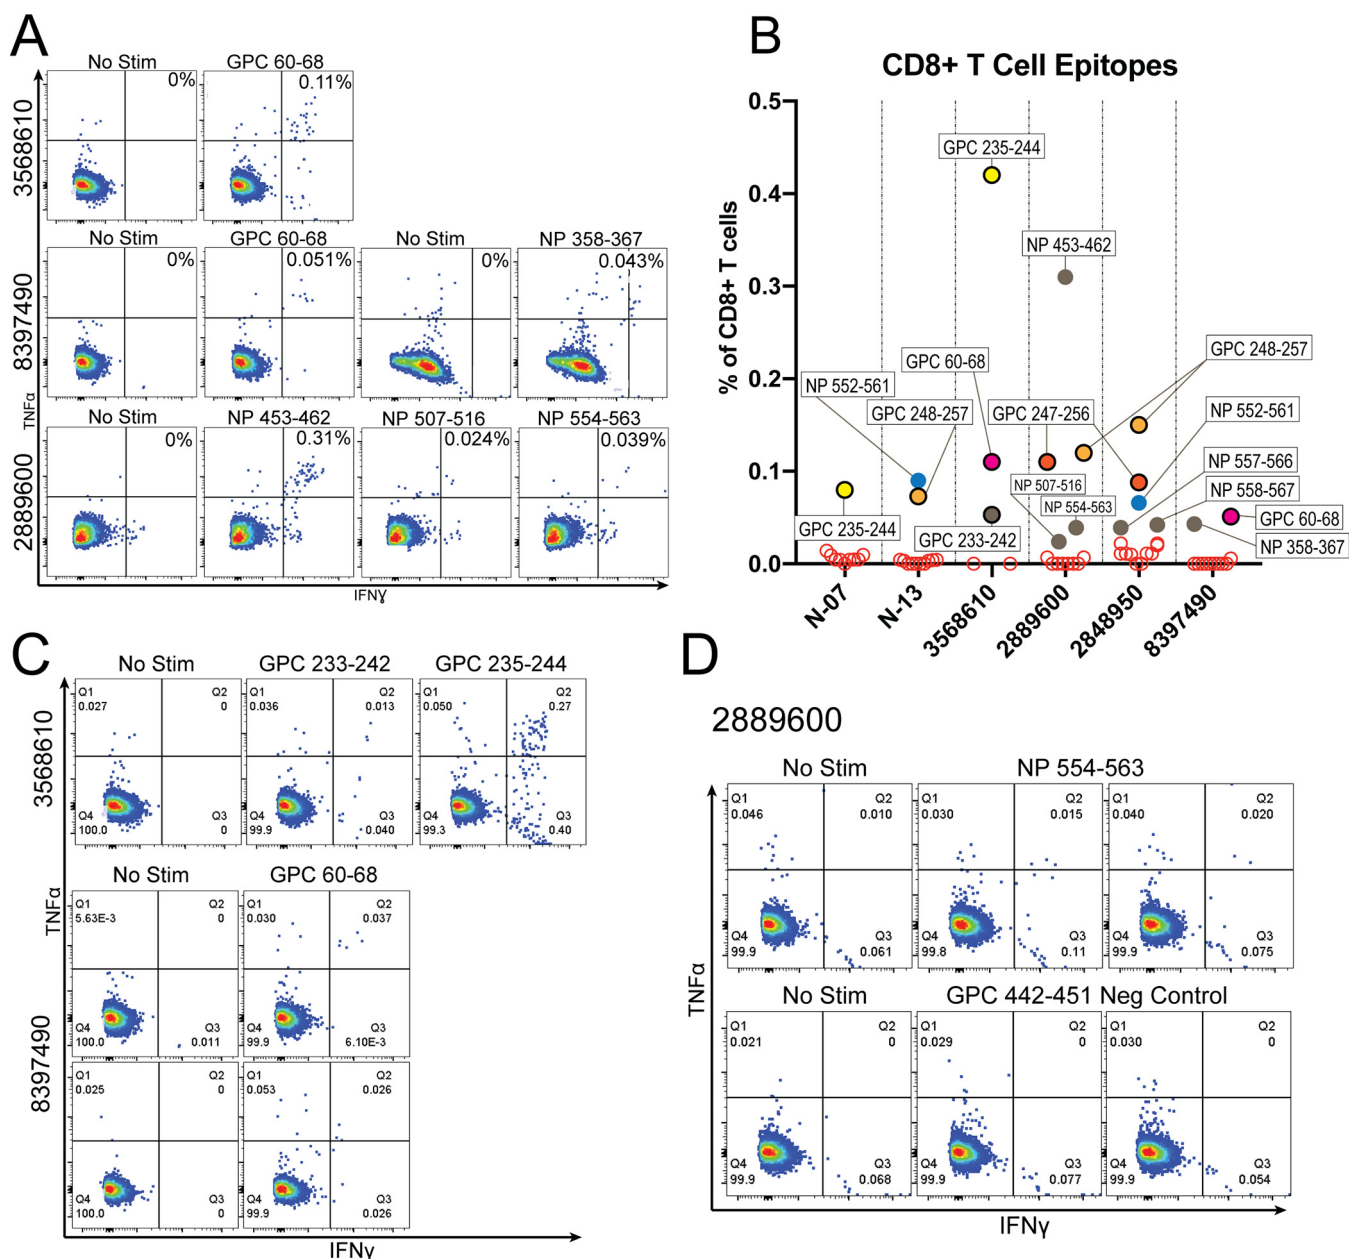 A
No Stim
GPC 60-68
3568610
0%
0.11%
No Stim
GPC 60-68
No Stim
NP 358-367
8397490
0%
0.051%
0%
0.043%
TNFα
No Stim
NP 453-462
NP 507-516
NP 554-563
2889600
0%
0.31%
0.024%
0.039%
IFNɣ
B
CD8+ T Cell Epitopes
% of CD8+ T cells
0.5
0.4
0.3
0.2
0.1
0.0
GPC 235-244
NP 453-462
GPC 248-257
GPC 60-68
NP 552-561
GPC 248-257
GPC 247-256
NP 552-561
NP 557-566
NP 507-516
NP 558-567
NP 554-563
GPC 235-244
GPC 233-242
GPC 60-68
NP 358-367
N-07
N-13
3568610
2889600
2848950
8397490
C
No Stim
GPC 233-242
GPC 235-244
3568610
Q1
0.027
Q2
0
Q4
100.0
Q3
0
Q1
0.036
Q2
0.013
Q4
99.9
Q3
0.040
Q1
0.050
Q2
0.27
Q4
99.3
Q3
0.40
No Stim
GPC 60-68
TNFα
8397490
Q1
5.63E-3
Q2
0
Q4
100.0
Q3
0.011
Q1
0.030
Q2
0.037
Q4
99.9
Q3
6.10E-3
Q1
0.025
Q2
0
Q4
100.0
Q3
0
Q1
0.053
Q2
0.026
Q4
99.9
Q3
0.026
IFNγ
D
2889600
No Stim
NP 554-563
Q1
0.046
Q2
0.010
Q4
99.9
Q3
0.061
Q1
0.030
Q2
0.015
Q4
99.8
Q3
0.11
Q1
0.040
Q2
0.020
Q4
99.9
Q3
0.075
TNFα
No Stim
GPC 442-451 Neg Control
Q1
0.021
Q2
0
Q4
99.9
Q3
0.068
Q1
0.029
Q2
0
Q4
99.9
Q3
0.077
Q1
0.030
Q2
0
Q4
99.9
Q3
0.054
IFNγ